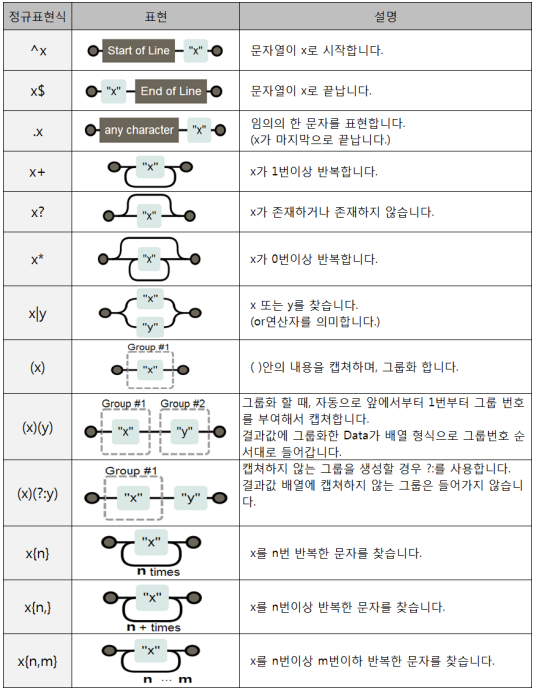 정규표현식 표현 설명
^x Start of Line "x" 문자열이 x로 시작합니다.
x$ "x" End of Line 문자열이 x로 끝납니다.
.x any character "x" 임의의 한 문자를 표현합니다.
(x가 마지막으로 끝납니다.)
x+ "x" x가 1번이상 반복합니다.
x? "x" x가 존재하거나 존재하지 않습니다.
x* "x" x가 0번이상 반복합니다.
x|y "x" "y" x 또는 y를 찾습니다.
(or연산자를 의미합니다.)
(x) Group #1 "x" ( )안의 내용을 캡쳐하며, 그룹화 합니다.
(x)(y) Group #1 Group #2 "x" "y" 그룹화 할 때, 자동으로 앞에서부터 1번부터 그룹 번호
를 부여해서 캡쳐합니다.
결과값에 그룹화한 Data가 배열 형식으로 그룹번호 순
서대로 들어갑니다.
(x)(?:y) Group #1 "x" "y" 캡쳐하지 않는 그룹을 생성할 경우 ?:를 사용합니다.
결과값 배열에 캡쳐하지 않는 그룹은 들어가지 않습니
다.
x{n} "x" n times x를 n번 반복한 문자를 찾습니다.
x{n,} "x" n + times x를 n번이상 반복한 문자를 찾습니다.
x{n,m} "x" n ... m x를 n번이상 m번이하 반복한 문자를 찾습니다.